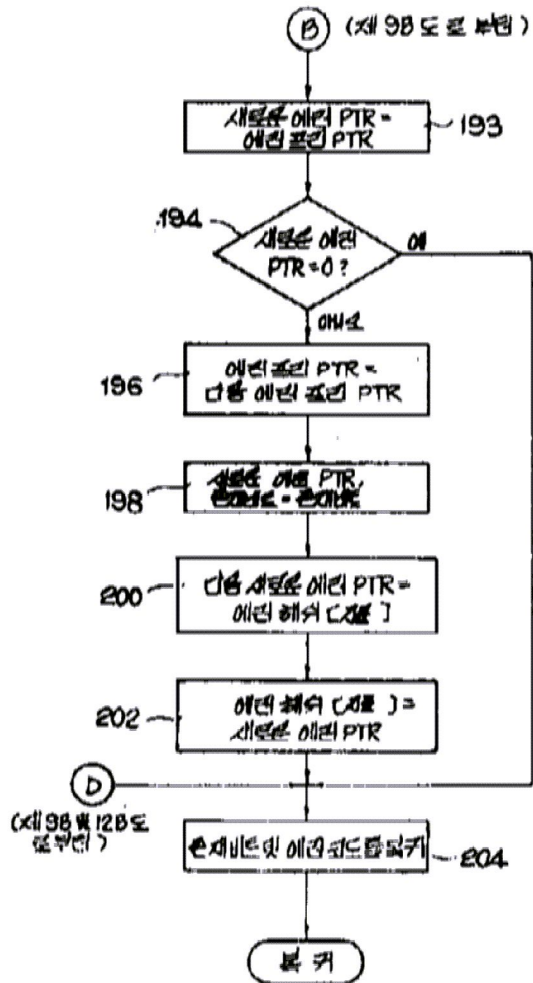 B (제 9B 도로 부터)
새로운 에러 PTR =
에러 프리 PTR
193
194
새로운 에러
PTR=0?
예
아니오
에러 프리 PTR =
다음 에러 프리 PTR
196
새로운 에러 PTR,
198
다음 새로운 에러 PTR =
에러 해쉬 [지표]
200
에러 해쉬 [지표] =
새로운 에러 PTR
202
D
(제 9B 및 12B 도
로부터)
204
복 귀